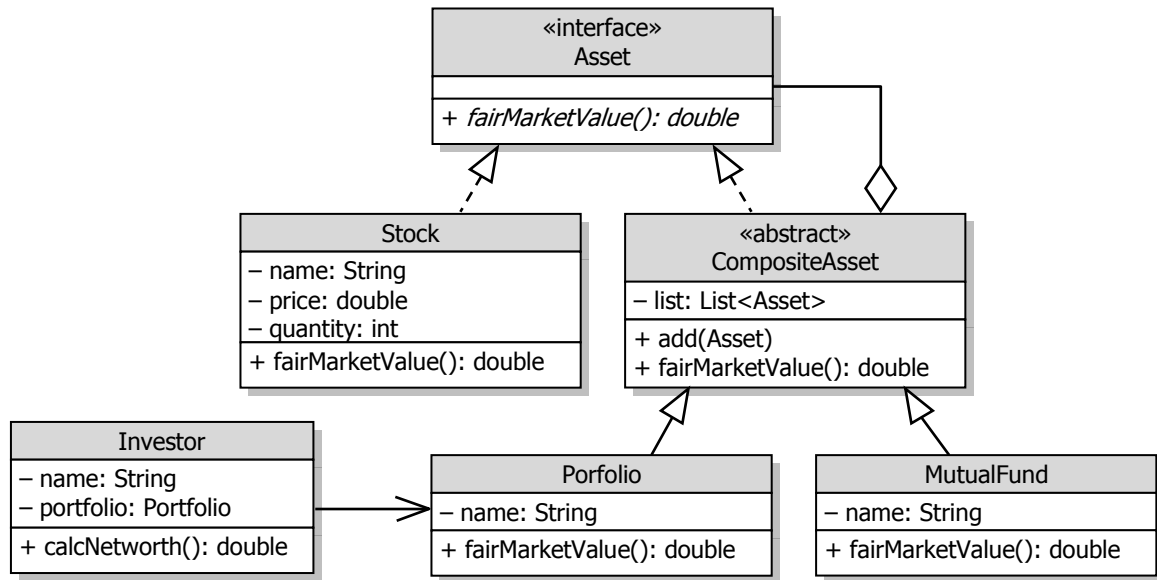 «interface»
Asset
+ fairMarketValue(): double
Stock
– name: String
– price: double
– quantity: int
+ fairMarketValue(): double
«abstract»
CompositeAsset
– list: List<Asset>
+ add(Asset)
+ fairMarketValue(): double
Investor
– name: String
– portfolio: Portfolio
+ calcNetworth(): double
Porfolio
– name: String
+ fairMarketValue(): double
MutualFund
– name: String
+ fairMarketValue(): double